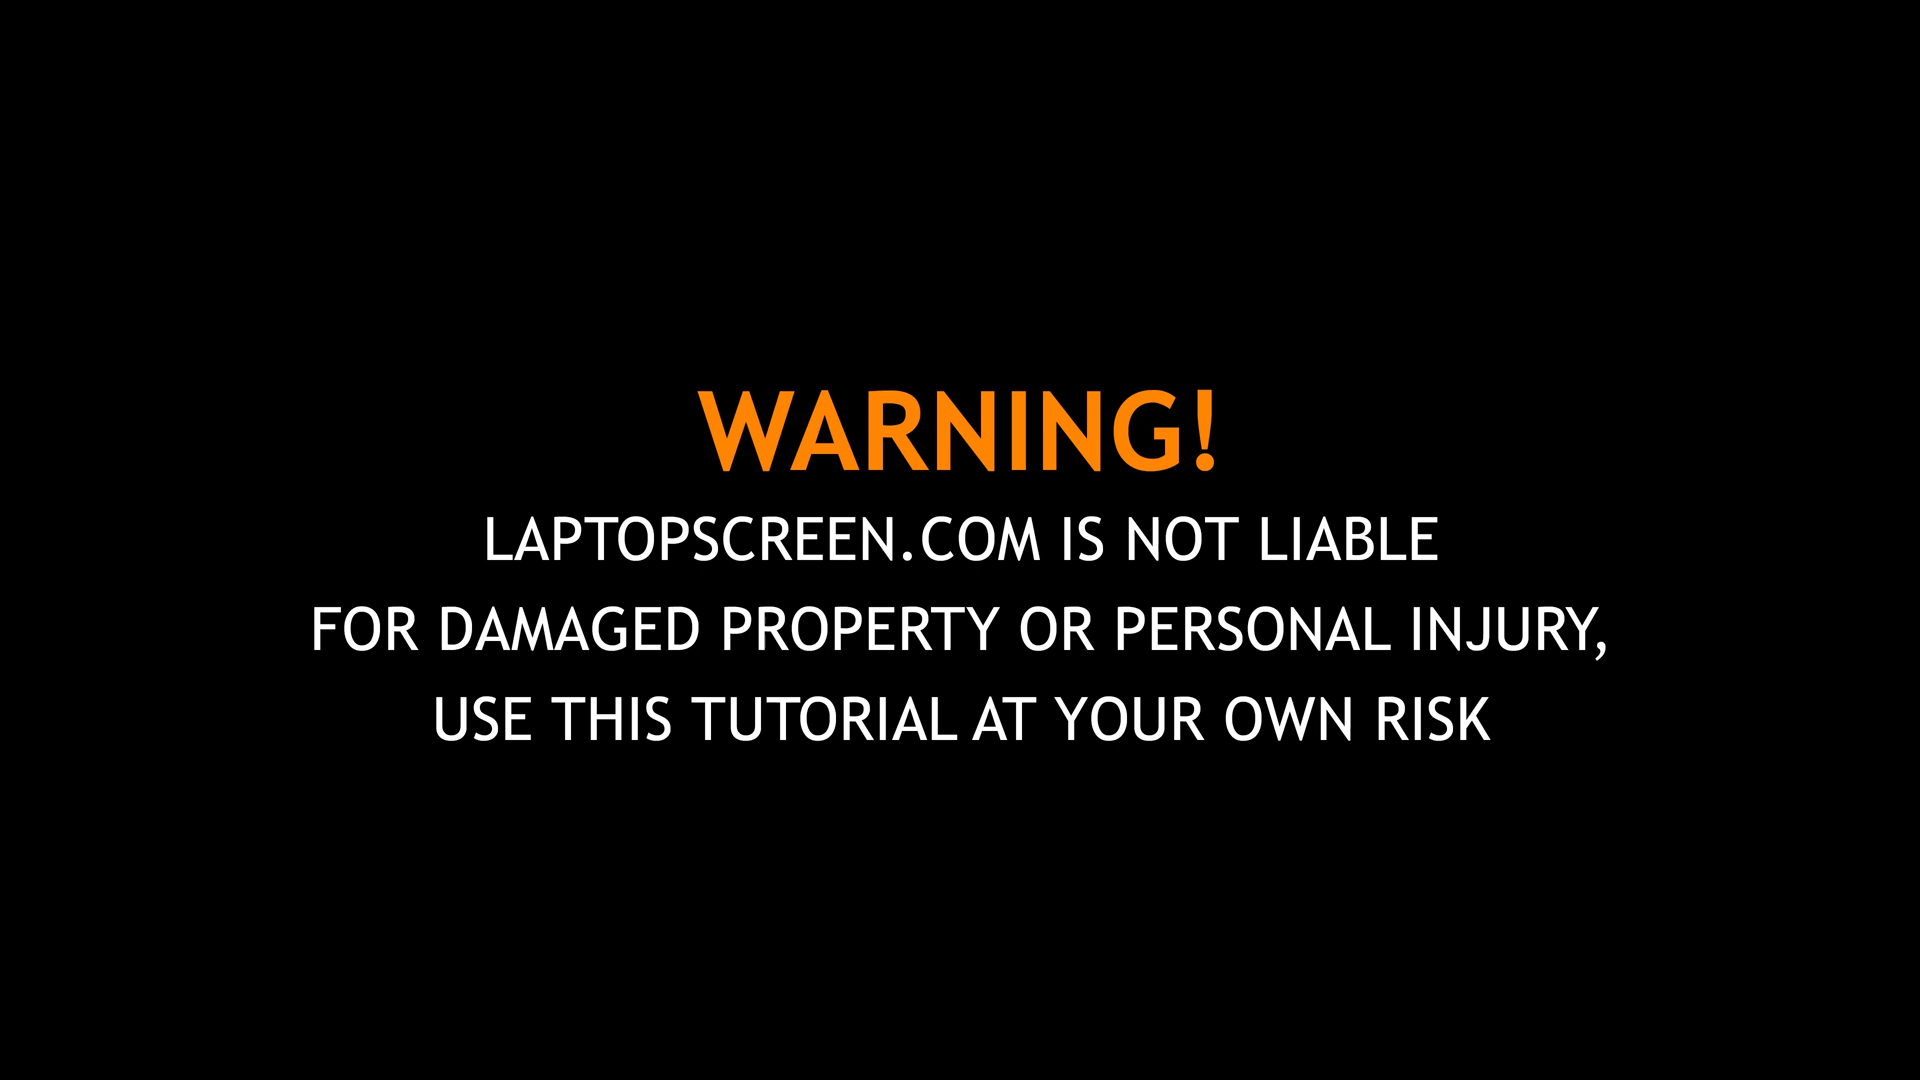 WARNING!
LAPTOPSCREEN.COM IS NOT LIABLE
FOR DAMAGED PROPERTY OR PERSONAL INJURY,
USE THIS TUTORIAL AT YOUR OWN RISK